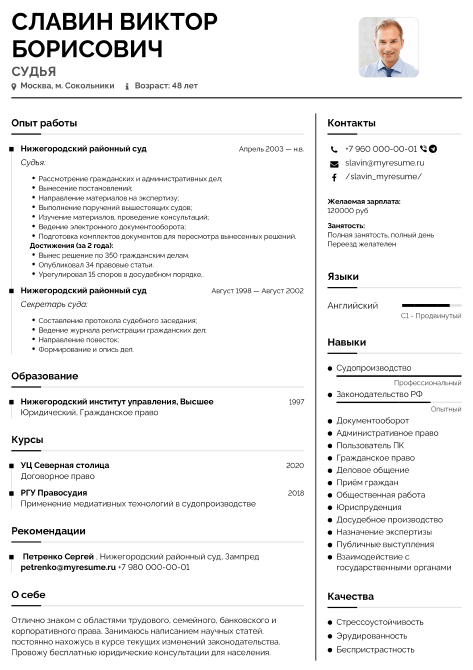 СЛАВИН ВИКТОР
БОРИСОВИЧ
СУДЬЯ
Москва, м. Сокольники Возраст: 48 лет
Опыт работы
Нижегородский районный суд Апрель 2003 — н.в.
Судья:
Рассмотрение гражданских и административных дел;
Вынесение постановлений;
Направление материалов на экспертизу;
Выполнение поручений вышестоящих судов;
Изучение материалов, проведение консультаций;
Ведение электронного документооборота;
Подготовка комплектов документов для пересмотра вынесенных решений.
Достижения (за 2 года):
Вынес решение по 350 гражданским делам.
Опубликовал 34 правовые статьи.
Урегулировал 15 споров в досудебном порядке.
Нижегородский районный суд Август 1998 — Август 2002
Секретарь суда:
Составление протокола судебного заседания;
Ведение журнала регистрации гражданских дел;
Направление повесток;
Формирование и опись дел.
Образование
Нижегородский институт управления, Высшее 1997
Юридический, Гражданское право
Курсы
УЦ Северная столица 2020
Договорное право
РГУ Правосудия 2018
Применение медиативных технологий в судопроизводстве
Рекомендации
Петренко Сергей , Нижегородский районный суд, Зампред
petrenko@myresume.ru +7 980 000-00-01
О себе
Отлично знаком с областями трудового, семейного, банковского и
корпоративного права. Занимаюсь написанием научных статей,
постоянно нахожусь в курсе текущих изменений законодательства.
Провожу бесплатные юридические консультации для населения.
Контакты
+7 960 000-00-01
slavin@myresume.ru
/slavin_myresume/
Желаемая зарплата:
120000 руб
Занятость:
Полная занятость, полный день
Переезд желателен
Языки
Английский
C1 - Продвинутый
Навыки
Судопроизводство
Профессиональный
Законодательство РФ
Опытный
Документооборот
Административное право
Пользователь ПК
Гражданское право
Деловое общение
Приём граждан
Общественная работа
Юриспруденция
Досудебное производство
Назначение экспертизы
Публичные выступления
Взаимодействие с
государственными органами
Качества
Стрессоустойчивость
Эрудированность
Беспристрастность